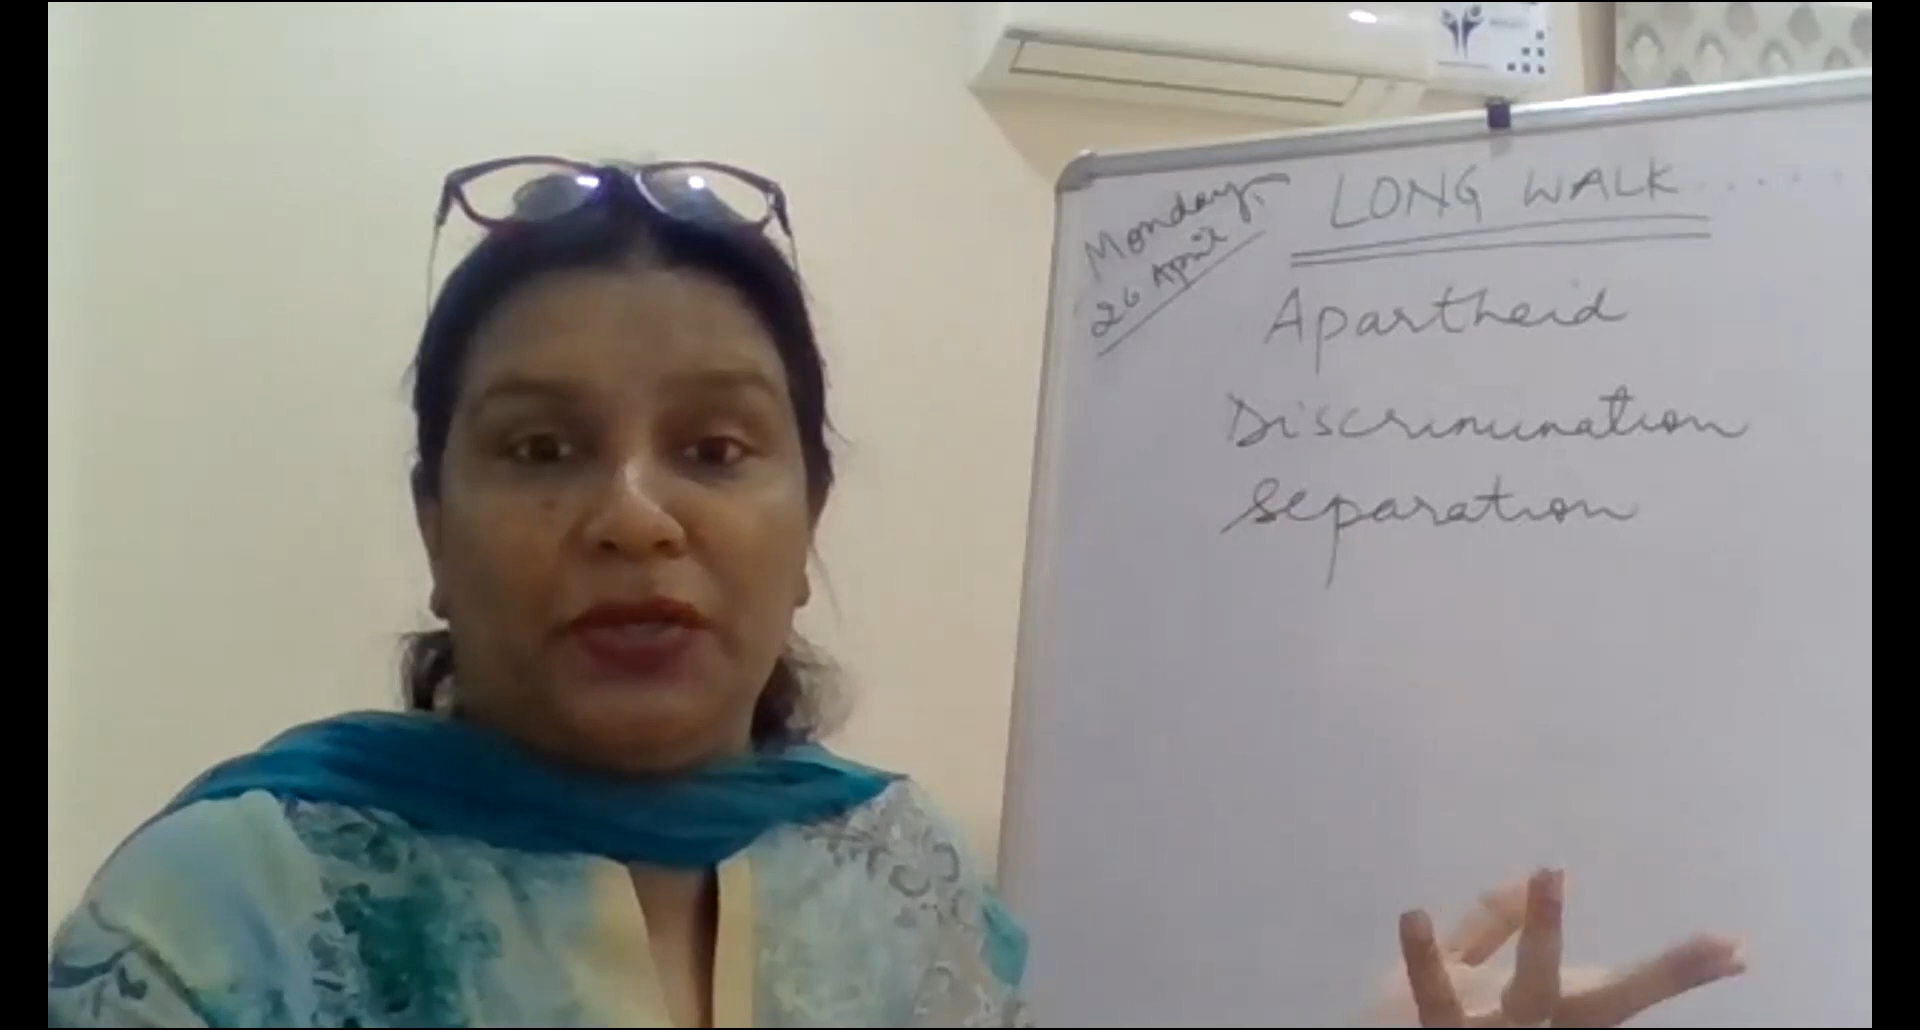 Monday,
26 April
LONG WALK......
Apartheid
Discrimination
Separation